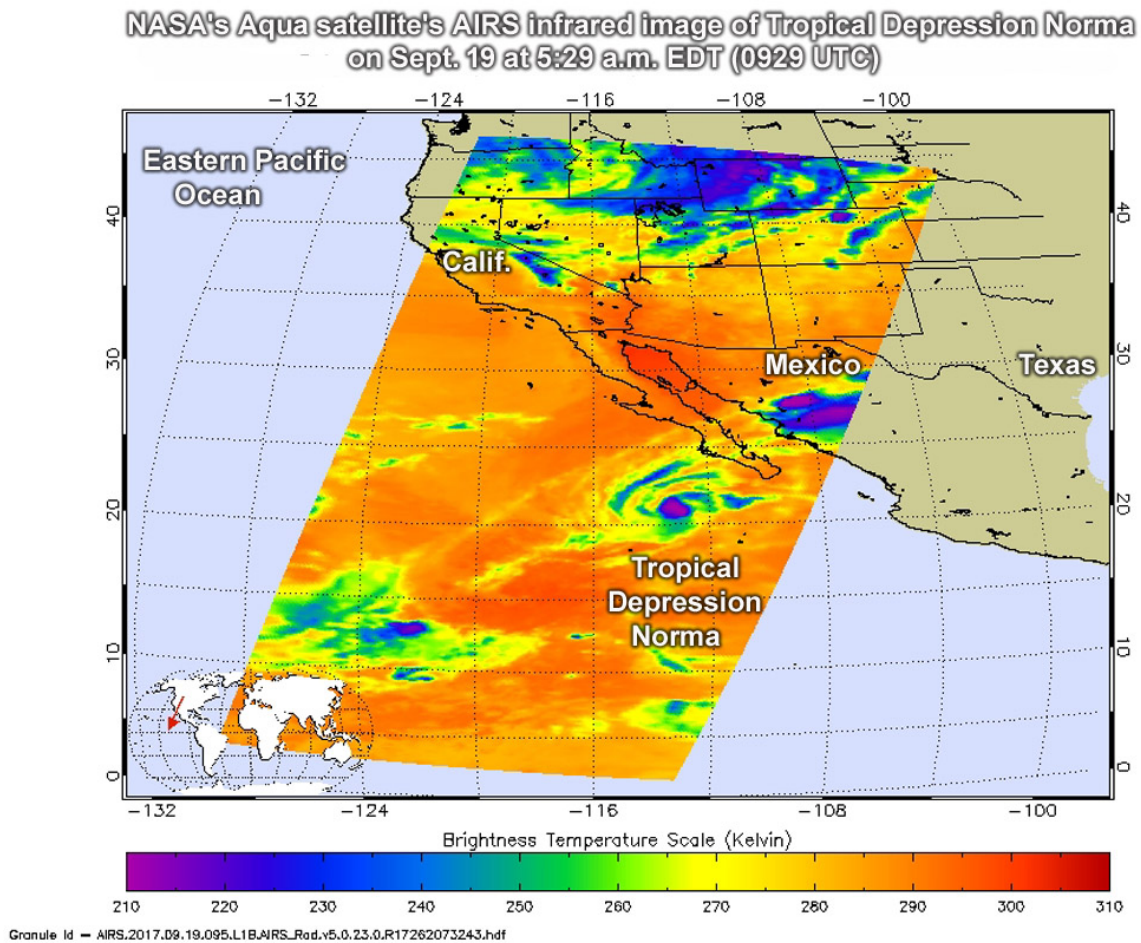 NASA's Aqua satellite's AIRS infrared image of Tropical Depression Norma
on Sept. 19 at 5:29 a.m. EDT (0929 UTC)
-132 -124 -116 -108 -100
Eastern Pacific
Ocean
40 40
Calif.
30 Mexico Texas 30
20 20
Tropical
Depression
Norma
10 10
0 0
-132 -124 -116 -108 -100
Brightness Temperature Scale (Kelvin)
210 220 230 240 250 260 270 280 290 300 310
Granule Id — AIRS.2017.09.19.095.L1B.AIRS_Rad.v5.0.23.0.R17262073243.hdf